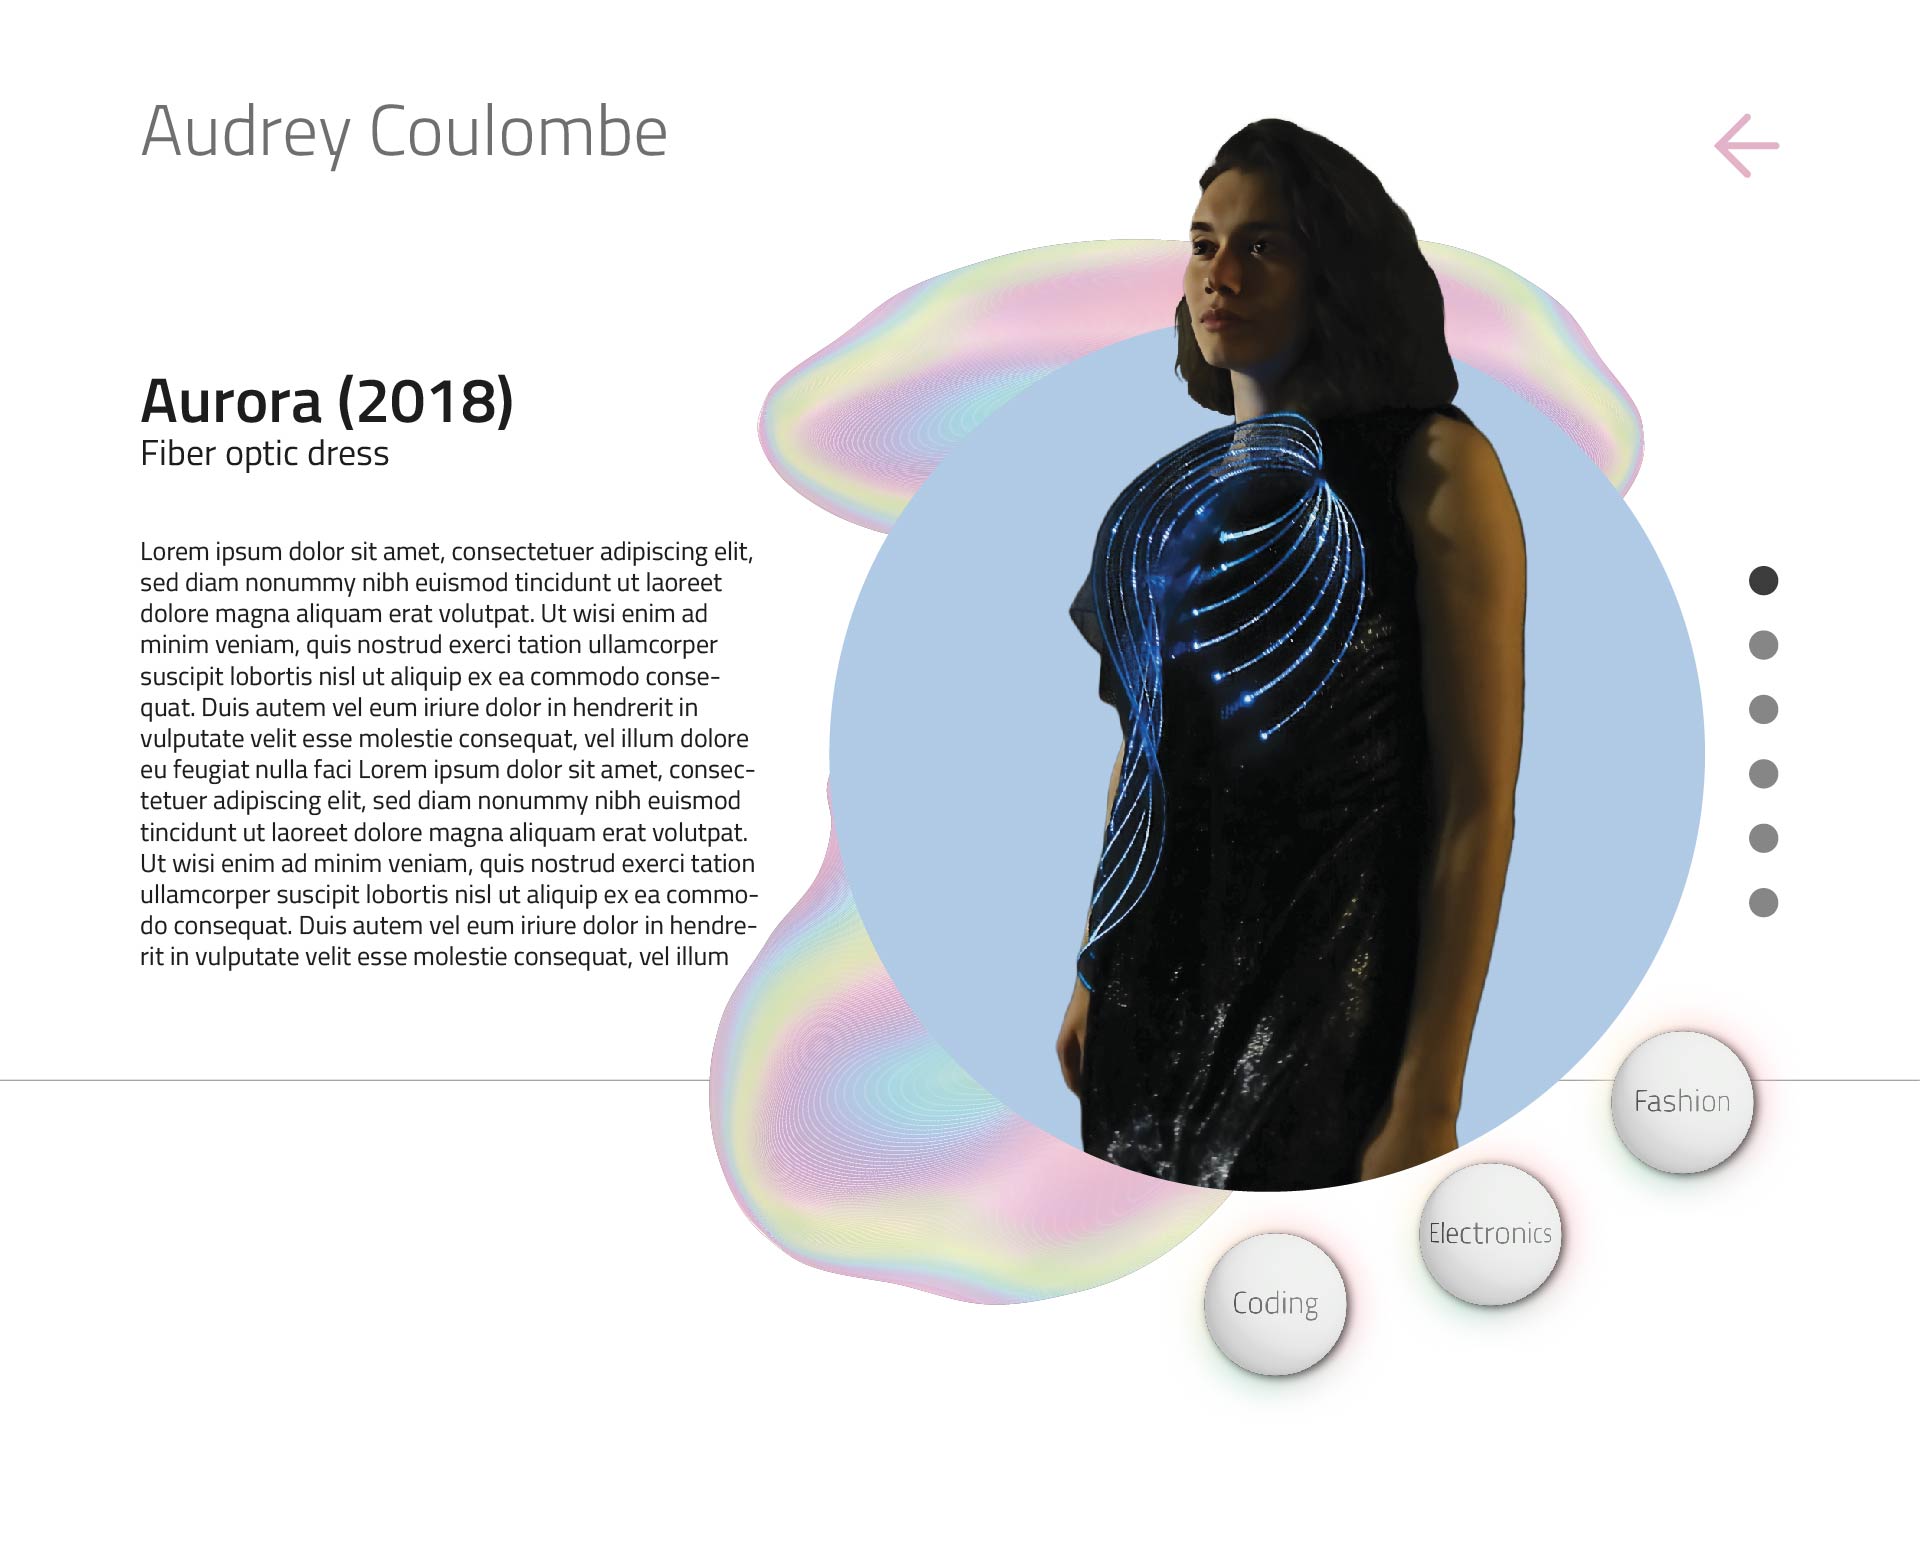 Audrey Coulombe
Aurora (2018)
Fiber optic dress
Lorem ipsum dolor sit amet, consectetuer adipiscing elit,
sed diam nonummy nibh euismod tincidunt ut laoreet
dolore magna aliquam erat volutpat. Ut wisi enim ad
minim veniam, quis nostrud exerci tation ullamcorper
suscipit lobortis nisl ut aliquip ex ea commodo conse-
quat. Duis autem vel eum iriure dolor in hendrerit in
vulputate velit esse molestie consequat, vel illum dolore
eu feugiat nulla faci Lorem ipsum dolor sit amet, consec-
tetuer adipiscing elit, sed diam nonummy nibh euismod
tincidunt ut laoreet dolore magna aliquam erat volutpat.
Ut wisi enim ad minim veniam, quis nostrud exerci tation
ullamcorper suscipit lobortis nisl ut aliquip ex ea commo-
do consequat. Duis autem vel eum iriure dolor in hendre-
rit in vulputate velit esse molestie consequat, vel illum
Fashion
Electronics
Coding